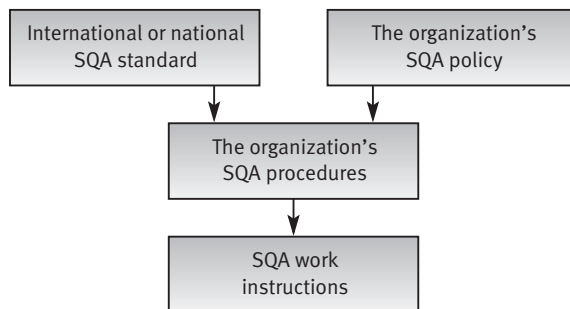 International or national
SQA standard
The organization's
SQA policy
The organization's
SQA procedures
SQA work
instructions